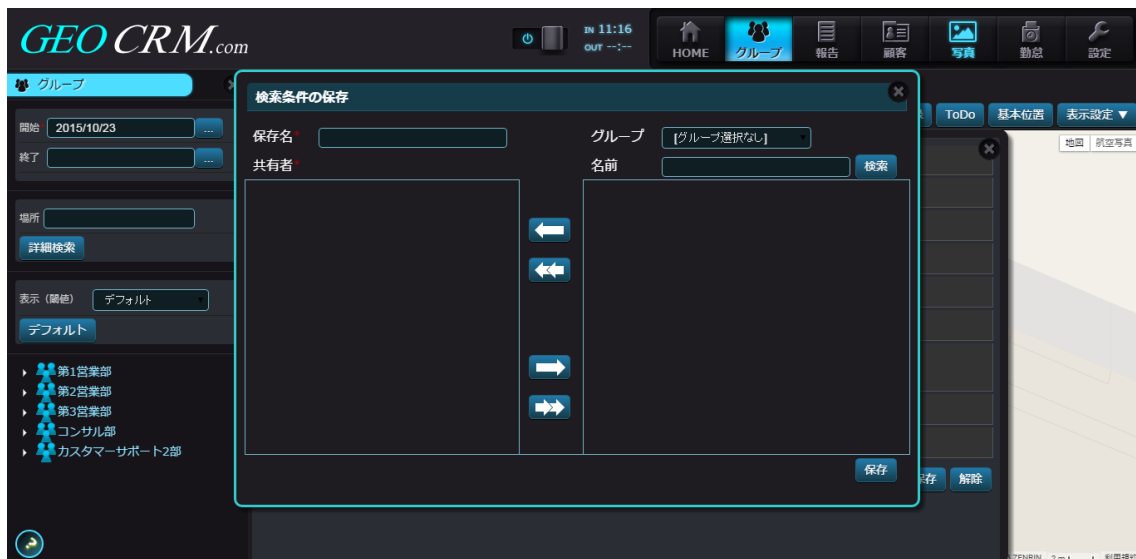 GEO CRM.com
IN 11:16
OUT --:--
HOME
グループ
報告
顧客
写真
勤怠
設定
グループ
開始* 2015/10/23 ...
終了 ...
場所
詳細検索
表示（閾値） デフォルト
デフォルト
第1営業部
第2営業部
第3営業部
コンサル部
カスタマーサポート2部
検索条件の保存
保存名*
グループ [グループ選択なし]
共有者*
名前 検索
保存
ToDo 基本位置 表示設定 ▼
地図 航空写真
存 解除
ZENRIN 2 m 利用規約